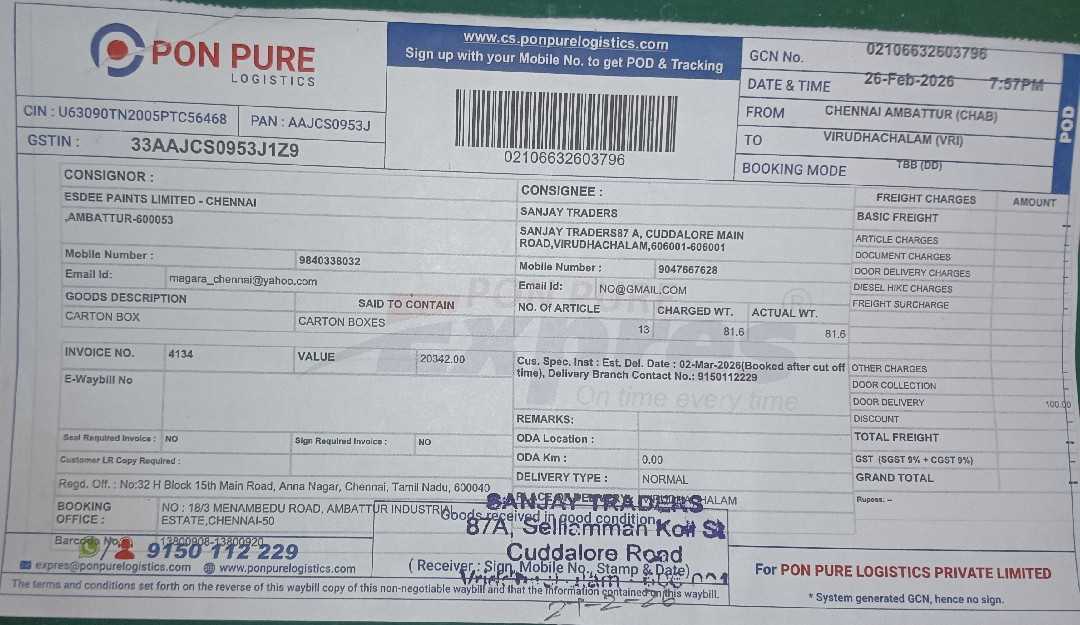 PON PURE
LOGISTICS
www.cs.ponpurelogistics.com
Sign up with your Mobile No. to get POD & Tracking
02106632603796
GCN No. 02106632603796
DATE & TIME 26-Feb-2026 7:57PM
FROM CHENNAI AMBATTUR (CHAB)
TO VIRUDHACHALAM (VRI)
BOOKING MODE TBB (DD)
POD
CIN : U63090TN2005PTC56468 PAN : AAJCS0953J
GSTIN : 33AAJCS0953J1Z9
CONSIGNOR :
ESDEE PAINTS LIMITED - CHENNAI
,AMBATTUR-600053
Mobile Number : 9840338032
Email Id: magara_chennai@yahoo.com
GOODS DESCRIPTION SAID TO CONTAIN
CARTON BOX CARTON BOXES
INVOICE NO. 4134 VALUE 20342.00
E-Waybill No
Seal Required Invoice : NO Sign Required Invoice : NO
Customer LR Copy Required :
Regd. Off. : No:32 H Block 15th Main Road, Anna Nagar, Chennai, Tamil Nadu, 600040
BOOKING OFFICE : NO : 18/3 MENAMBEDU ROAD, AMBATTUR INDUSTRIAL
ESTATE,CHENNAI-50
Barcode No. 13800908-13800920
9150 112 229
expres@ponpurelogistics.com www.ponpurelogistics.com
CONSIGNEE :
SANJAY TRADERS
SANJAY TRADERS87 A, CUDDALORE MAIN
ROAD,VIRUDHACHALAM,606001-606001
Mobile Number : 9047667628
Email Id: NO@GMAIL.COM
NO. Of ARTICLE CHARGED WT. ACTUAL WT.
13 81.6 81.6
PON PURE
Expres
®
On time every time
Cus. Spec. Inst : Est. Del. Date : 02-Mar-2026(Booked after cut off
time), Delivery Branch Contact No.: 9150112229
REMARKS:
ODA Location :
ODA Km : 0.00
DELIVERY TYPE : NORMAL
SANJAY TRADERS
Goods received in good condition
87A, Selliamman Koil St
Cuddalore Road
( Receiver : Sign, Mobile No., Stamp & Date)
27-2-26
FREIGHT CHARGES AMOUNT
BASIC FREIGHT
ARTICLE CHARGES
DOCUMENT CHARGES
DOOR DELIVERY CHARGES
DIESEL HIKE CHARGES
FREIGHT SURCHARGE
OTHER CHARGES
DOOR COLLECTION
DOOR DELIVERY 100.00
DISCOUNT
TOTAL FREIGHT
GST (SGST 9% + CGST 9%)
GRAND TOTAL
Rupees: --
For PON PURE LOGISTICS PRIVATE LIMITED
* System generated GCN, hence no sign.
The terms and conditions set forth on the reverse of this waybill copy of this non-negotiable waybill and that the information contained on this waybill.